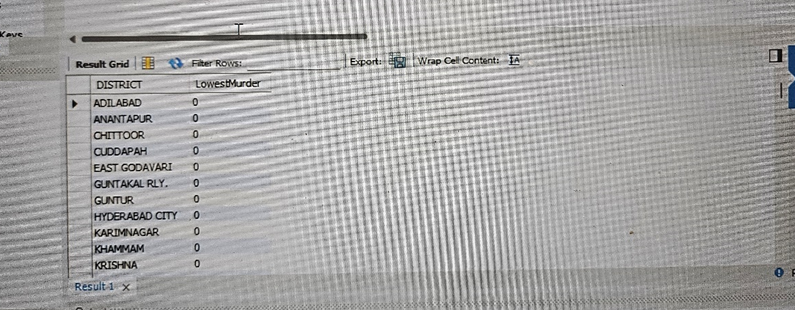 Keys
Result Grid Filter Rows: Export: Wrap Cell Content: IA
DISTRICT LowestMurder
ADILABAD 0
ANANTAPUR 0
CHITTOOR 0
CUDDAPAH 0
EAST GODAVARI 0
GUNTAKAL RLY. 0
GUNTUR 0
HYDERABAD CITY 0
KARIMNAGAR 0
KHAMMAM 0
KRISHNA 0
Result 1 ×